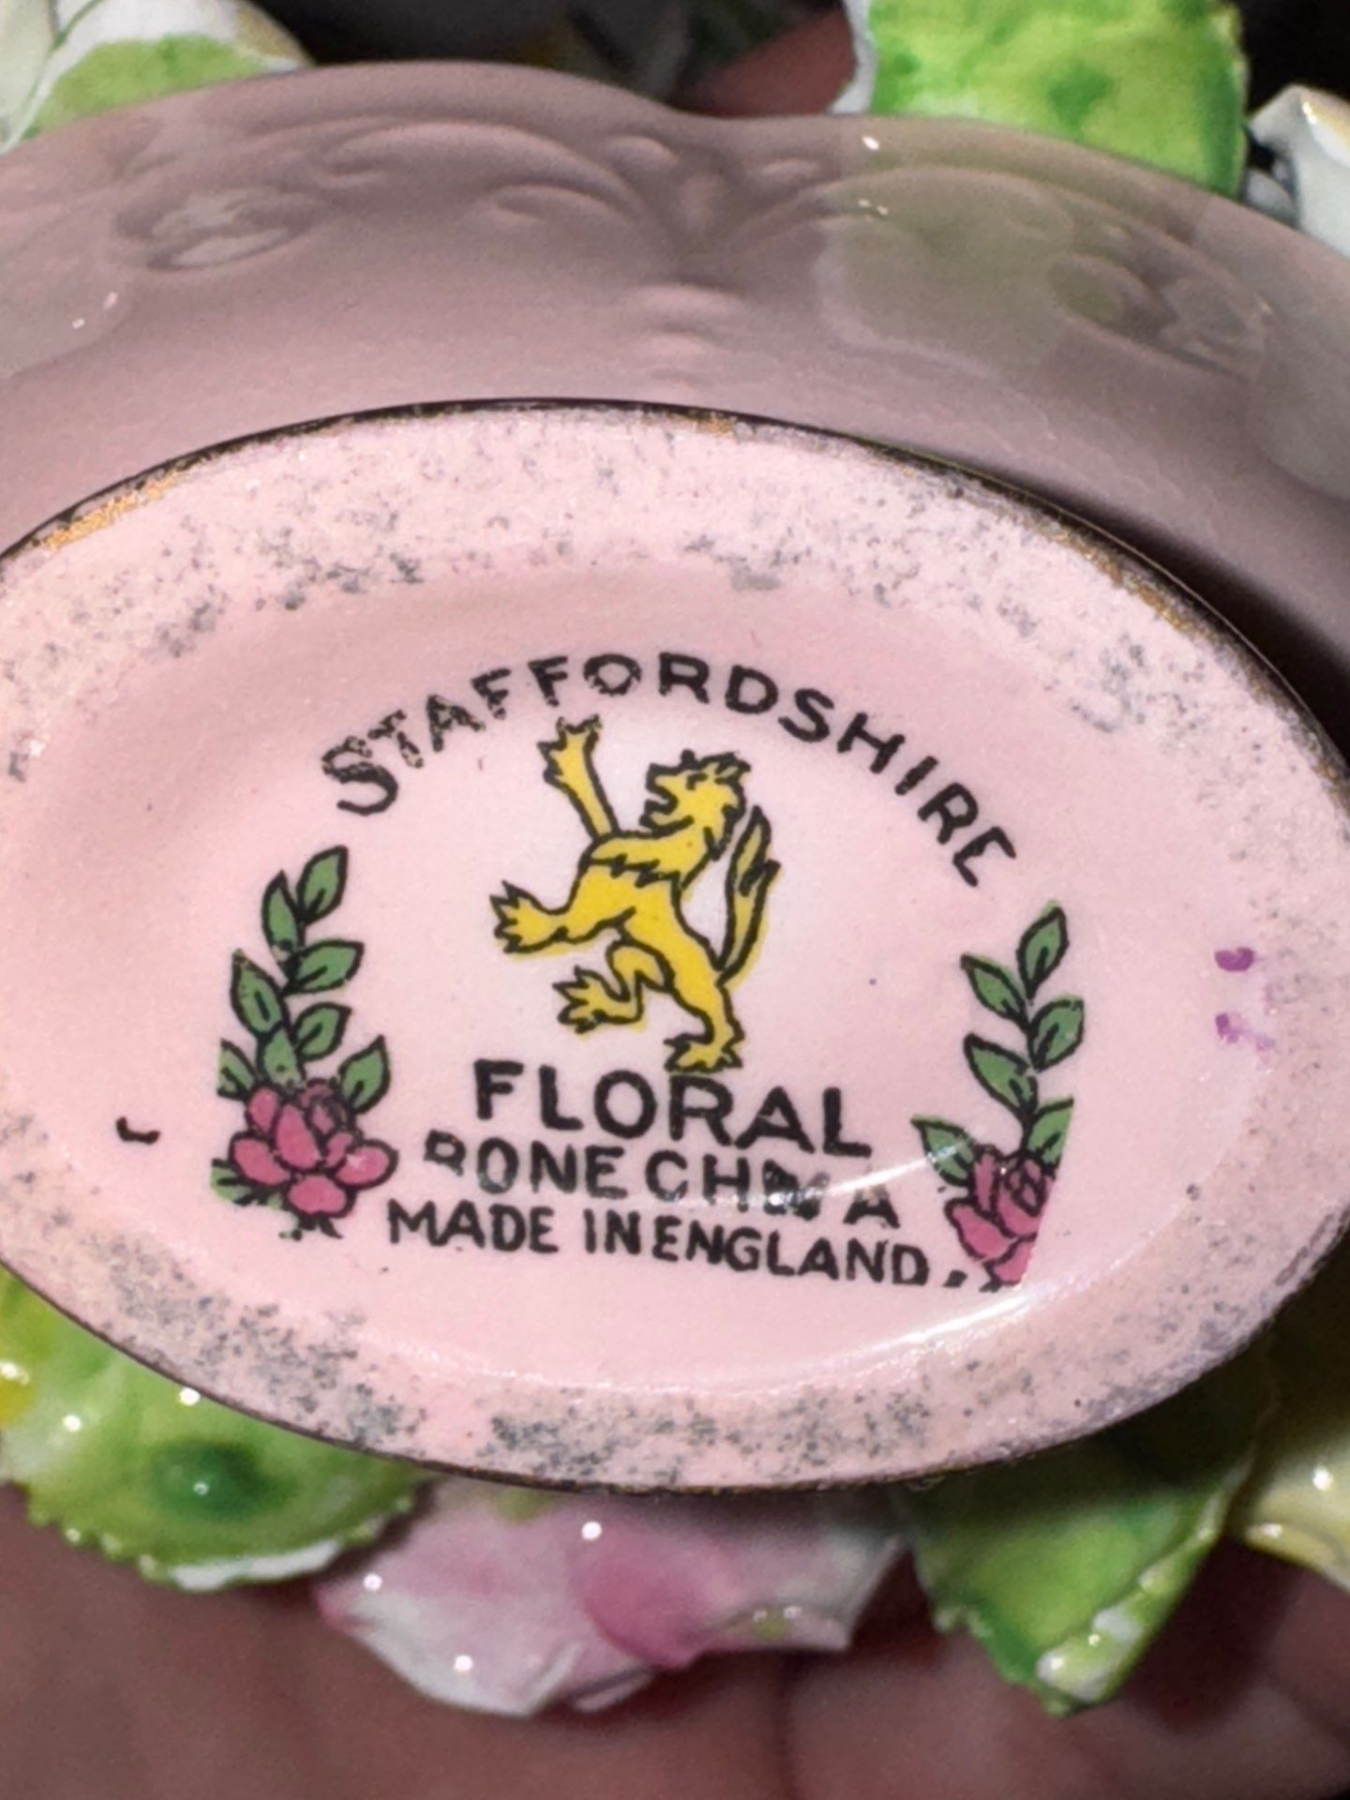 STAFFORDSHIRE
FLORAL
BONE CHINA
MADE IN ENGLAND.